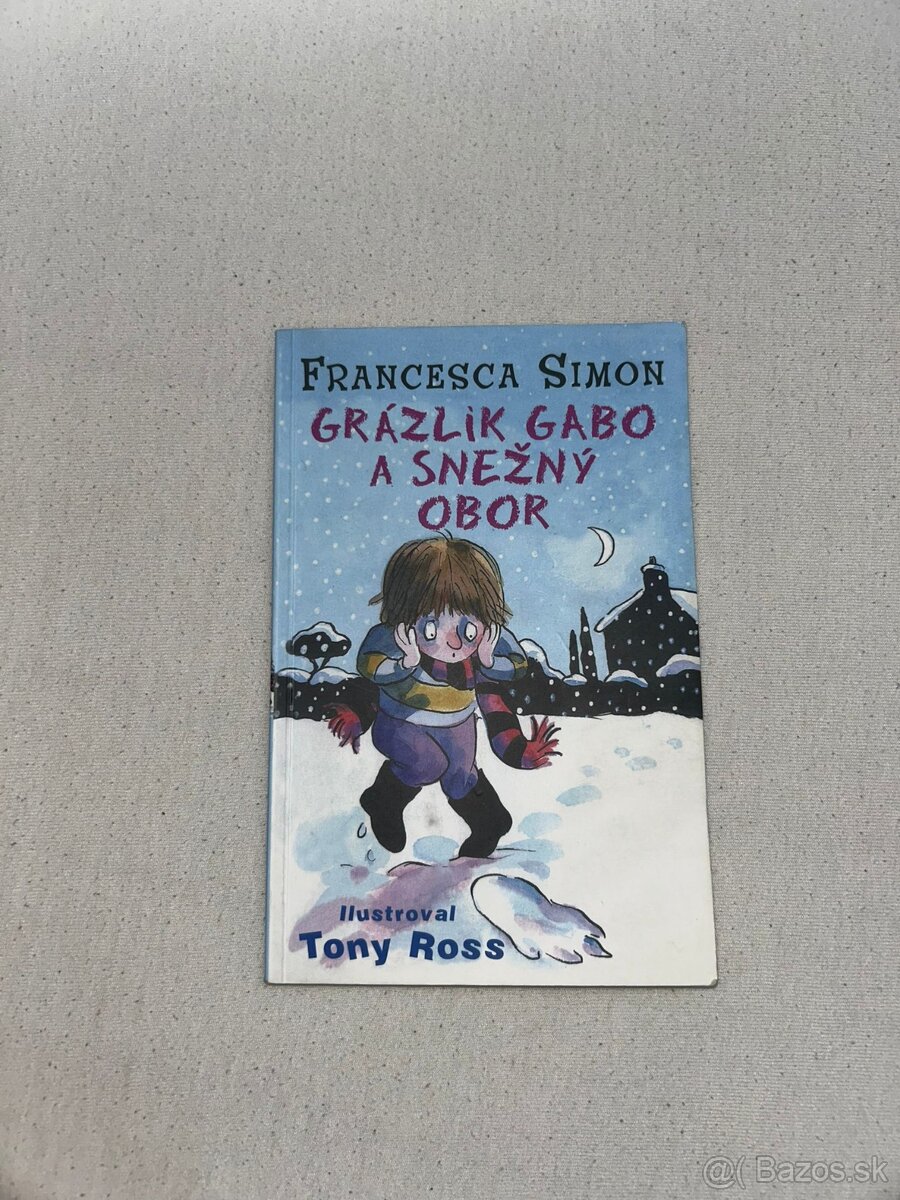 FRANCESCA SIMON
GRÁZLIK GABO
A SNEŽNÝ
OBOR
Ilustroval
Tony Ross
@( Bazos.sk